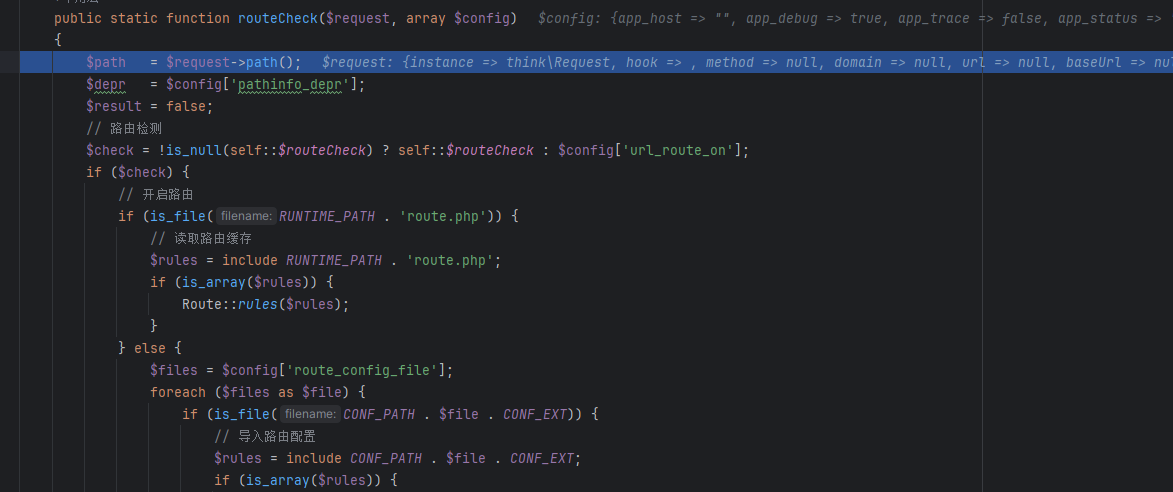 public static function routeCheck($request, array $config)   $config: {app_host => "", app_debug => true, app_trace => false, app_status =>
{
$path   = $request->path();   $request: {instance => think\Request, hook => , method => null, domain => null, url => null, baseUrl => nul
$depr   = $config['pathinfo_depr'];
$result = false;
// 路由检测
$check = !is_null(self::$routeCheck) ? self::$routeCheck : $config['url_route_on'];
if ($check) {
// 开启路由
if (is_file( filename: RUNTIME_PATH . 'route.php')) {
// 读取路由缓存
$rules = include RUNTIME_PATH . 'route.php';
if (is_array($rules)) {
Route::rules($rules);
}
} else {
$files = $config['route_config_file'];
foreach ($files as $file) {
if (is_file( filename: CONF_PATH . $file . CONF_EXT)) {
// 导入路由配置
$rules = include CONF_PATH . $file . CONF_EXT;
if (is_array($rules)) {